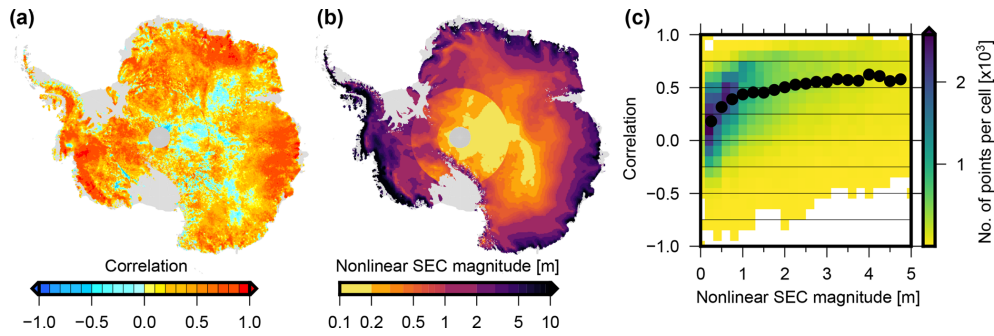 (a)
Correlation
−1.0 −0.5 0.0 0.5 1.0
(b)
Nonlinear SEC magnitude [m]
0.1 0.2 0.5 1 2 5 10
(c)
1.0
0.5
0.0
−0.5
−1.0
Correlation
0 1 2 3 4 5
Nonlinear SEC magnitude [m]
2
1
No. of points per cell [x10³]